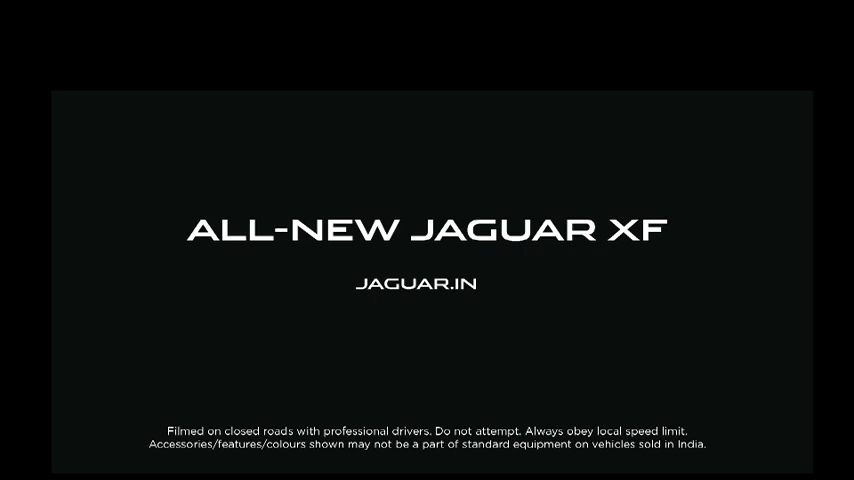 ALL-NEW JAGUAR XF
JAGUAR.IN
Filmed on closed roads with professional drivers. Do not attempt. Always obey local speed limit.
Accessories/features/colours shown may not be a part of standard equipment on vehicles sold in India.